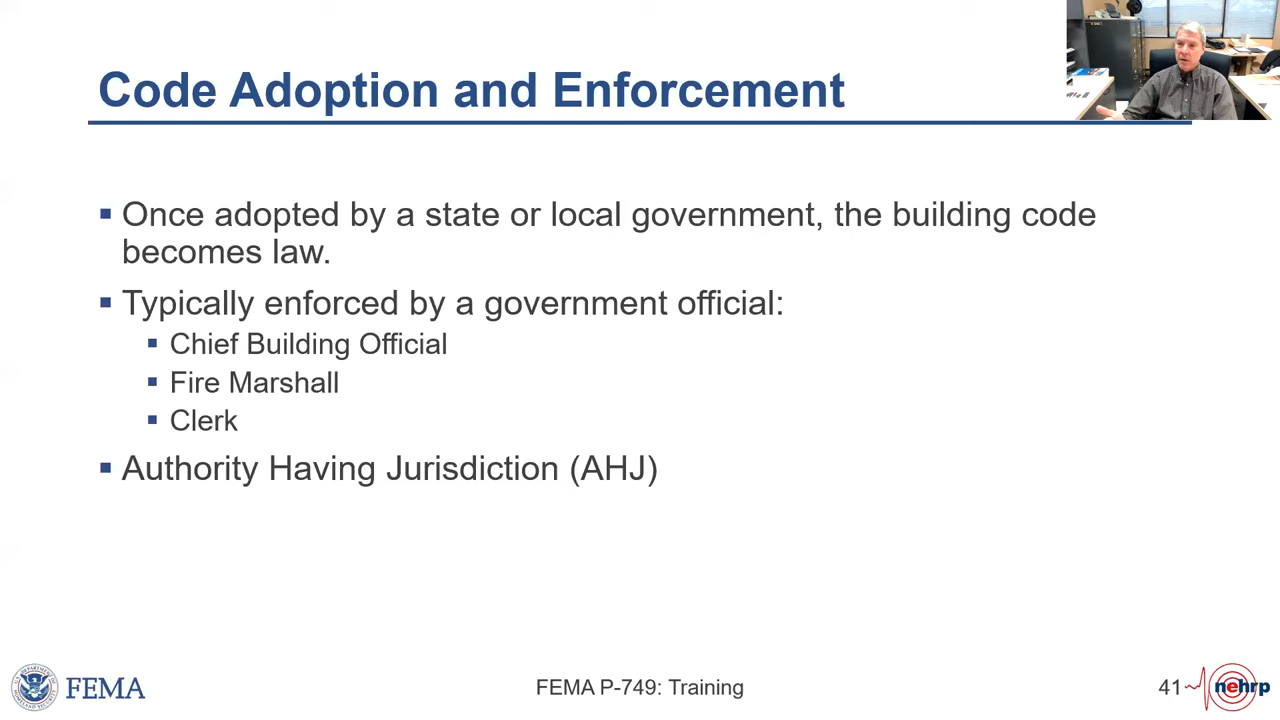 Code Adoption and Enforcement
Once adopted by a state or local government, the building code
becomes law.
Typically enforced by a government official:
Chief Building Official
Fire Marshall
Clerk
Authority Having Jurisdiction (AHJ)
FEMA
FEMA P-749: Training
41
nehrp